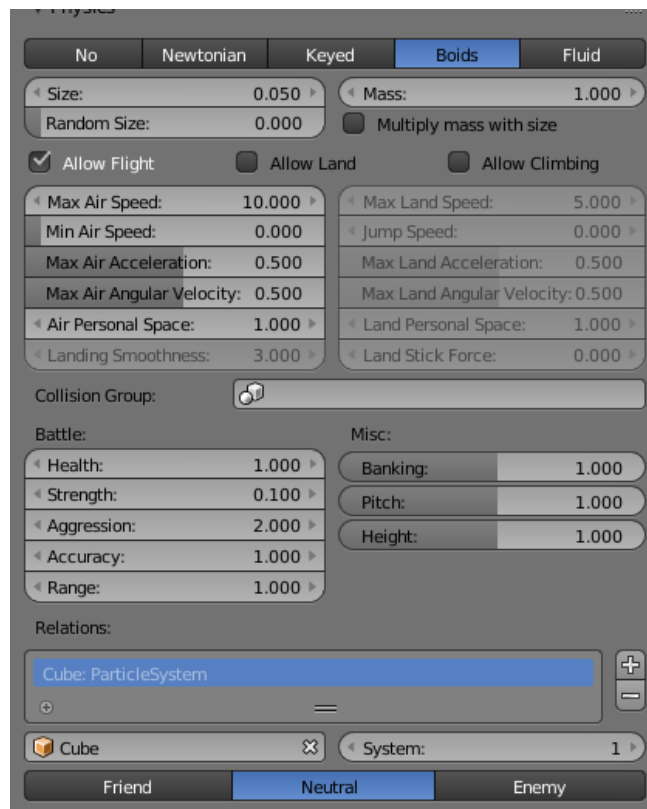 Physics
No Newtonian Keyed Boids Fluid
Size: 0.050 Mass: 1.000
Random Size: 0.000 Multiply mass with size
Allow Flight Allow Land Allow Climbing
Max Air Speed: 10.000 Max Land Speed: 5.000
Min Air Speed: 0.000 Jump Speed: 0.000
Max Air Acceleration: 0.500 Max Land Acceleration: 0.500
Max Air Angular Velocity: 0.500 Max Land Angular Velocity: 0.500
Air Personal Space: 1.000 Land Personal Space: 1.000
Landing Smoothness: 3.000 Land Stick Force: 0.000
Collision Group:
Battle: Misc:
Health: 1.000 Banking: 1.000
Strength: 0.100 Pitch: 1.000
Aggression: 2.000 Height: 1.000
Accuracy: 1.000
Range: 1.000
Relations:
Cube: ParticleSystem
Cube System: 1
Friend Neutral Enemy